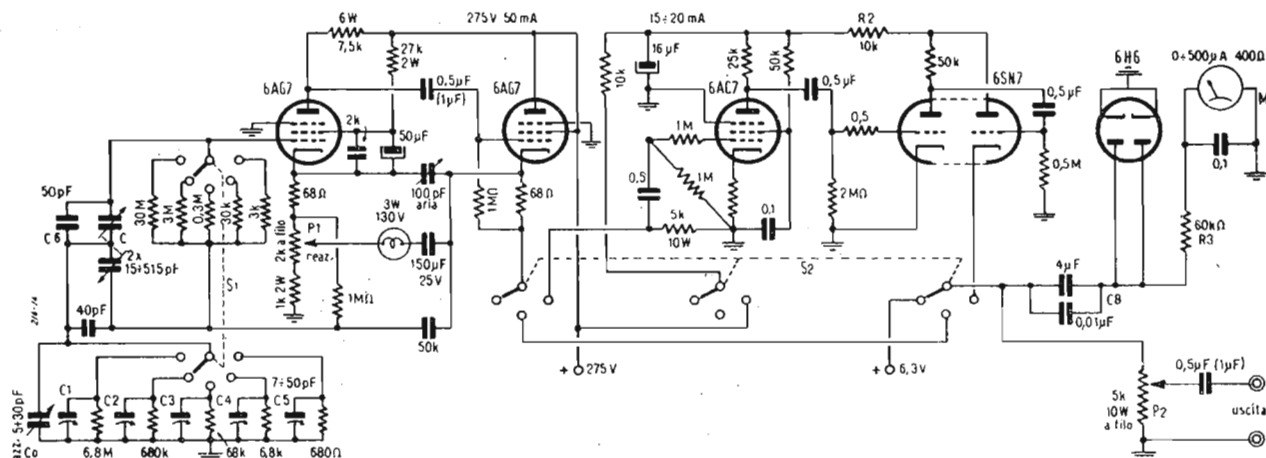 6W
7,5k
275V 50mA
15÷20 mA
R2
10k
6H6
0÷500µA 400Ω
M
27k
2W
16µF
10k
25k
50k
50k
6SN7
6AG7
0,5µF
(1µF)
6AG7
6AC7
0,5µF
0,5µF
0,1
2k
50µF
1M
0,5
0,5M
50pF
C6
C
2x
15÷515pF
30M
3M
0,3M
30k
3k
68Ω
100pF
aria
1MΩ
68Ω
0,5
1M
2MΩ
60kΩ
R3
3W
130V
P1
reaz.
2k a filo
150µF
25V
5k
10W
0,1
S2
4µF
C8
0,01µF
S1
1k 2W
1MΩ
40pF
50k
+ 275V
+ 6,3V
0,5µF (1µF)
5k
10W
a filo
P2
uscita
7÷50pF
5÷30pF
Co
C1
C2
C3
C4
C5
6,8M
680k
68k
6,8k
680Ω